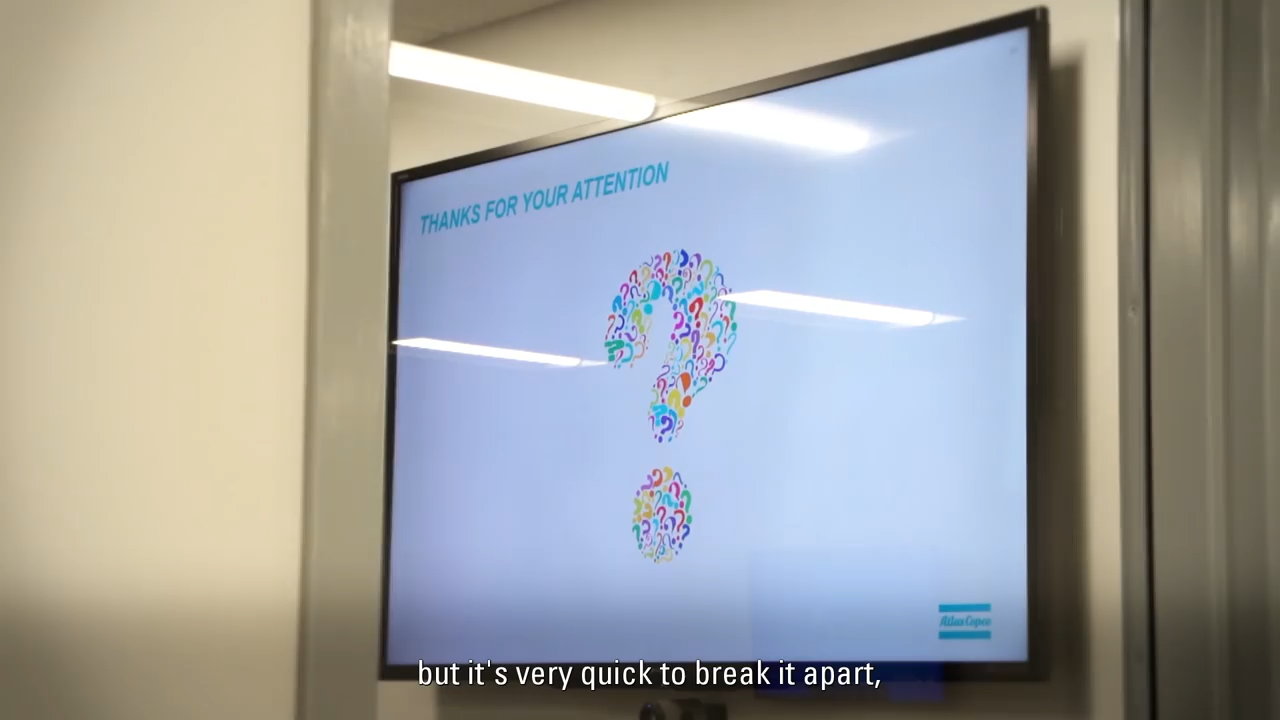 THANKS FOR YOUR ATTENTION
Atlas Copco
but it's very quick to break it apart,